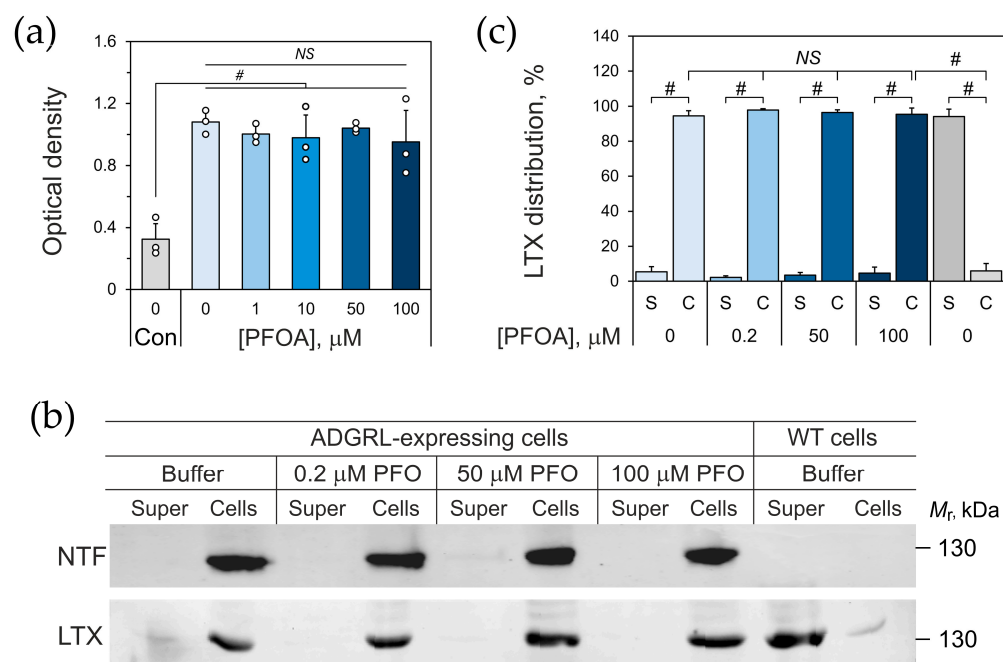 (a)
1.6
1.2
0.8
0.4
0
Optical density
NS
#
0 0 1 10 50 100
Con [PFOA], μM
(c)
140
120
100
80
60
40
20
0
LTX distribution, %
NS #
# # # # #
S C S C S C S C S C
[PFOA], μM 0 0.2 50 100 0
(b)
ADGRL-expressing cells WT cells
Buffer 0.2 μM PFO 50 μM PFO 100 μM PFO Buffer
Super Cells Super Cells Super Cells Super Cells Super Cells Mr, kDa
NTF 130
LTX 130